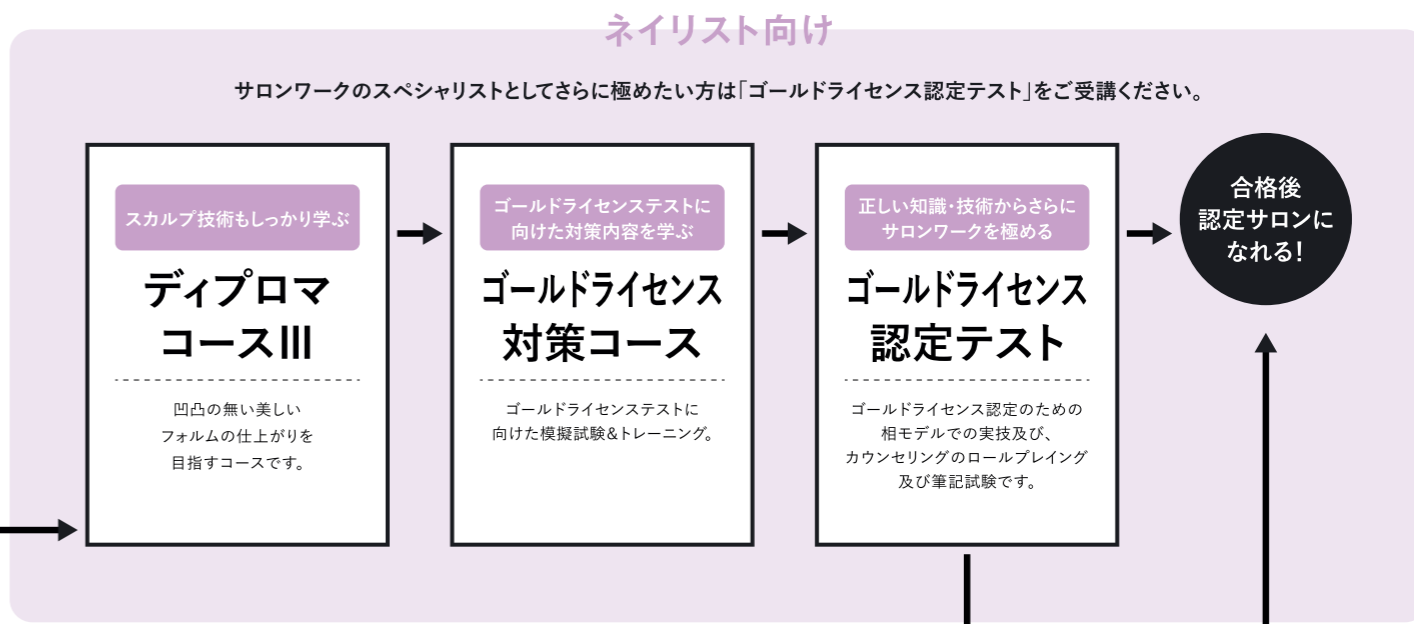 ネイリスト向け
サロンワークのスペシャリストとしてさらに極めたい方は「ゴールドライセンス認定テスト」をご受講ください。
スカルプ技術もしっかり学ぶ
ディプロマ
コースⅢ
凹凸の無い美しい
フォルムの仕上がりを
目指すコースです。
ゴールドライセンステストに
向けた対策内容を学ぶ
ゴールドライセンス
対策コース
ゴールドライセンステストに
向けた模擬試験&トレーニング。
正しい知識・技術からさらに
サロンワークを極める
ゴールドライセンス
認定テスト
ゴールドライセンス認定のための
相モデルでの実技及び、
カウンセリングのロールプレイング
及び筆記試験です。
合格後
認定サロンに
なれる!